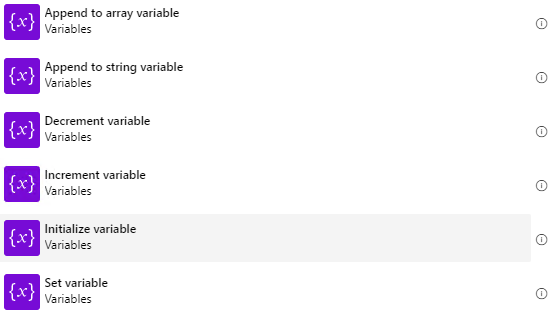 {x} Append to array variable
Variables
{x} Append to string variable
Variables
{x} Decrement variable
Variables
{x} Increment variable
Variables
{x} Initialize variable
Variables
{x} Set variable
Variables